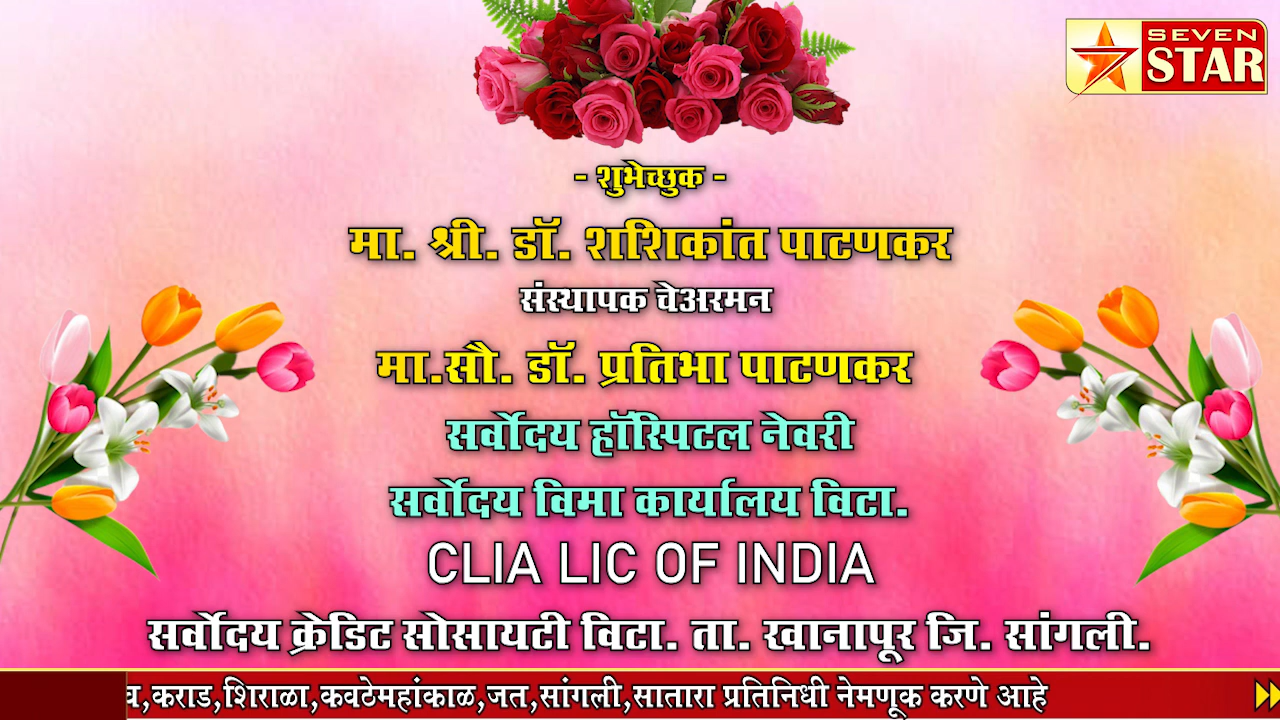 SEVEN
STAR
- शुभेच्छुक -
मा. श्री. डॉ. शशिकांत पाटणकर
संस्थापक चेअरमन
मा.सौ. डॉ. प्रतिभा पाटणकर
सर्वोदय हॉस्पिटल नेवरी
सर्वोदय विमा कार्यालय विटा.
CLIA LIC OF INDIA
सर्वोदय क्रेडिट सोसायटी विटा. ता. खानापूर जि. सांगली.
,कराड,शिराळा,कवठेमहांकाळ,जत,सांगली,सातारा प्रतिनिधी नेमणूक करणे आहे